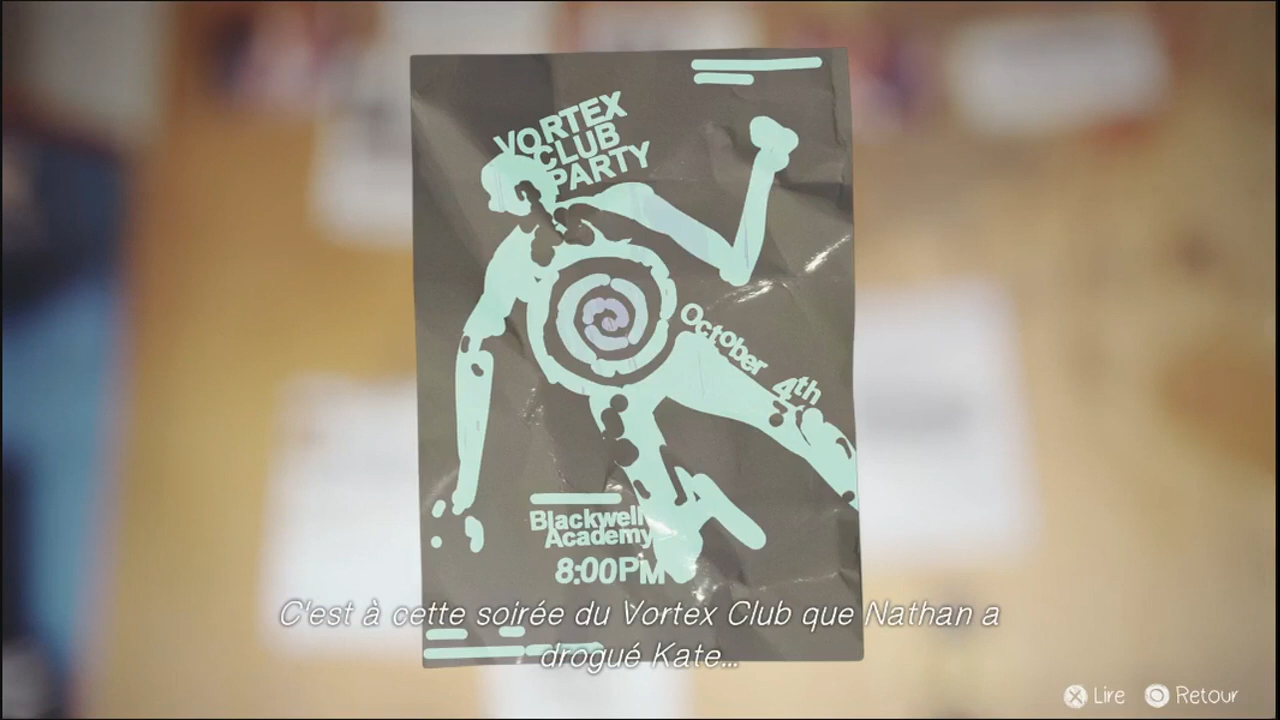 VORTEX
CLUB
PARTY
October 4th
Blackwell
Academy
8:00PM
C'est à cette soirée du Vortex Club que Nathan a
drogué Kate...
Lire
Retour